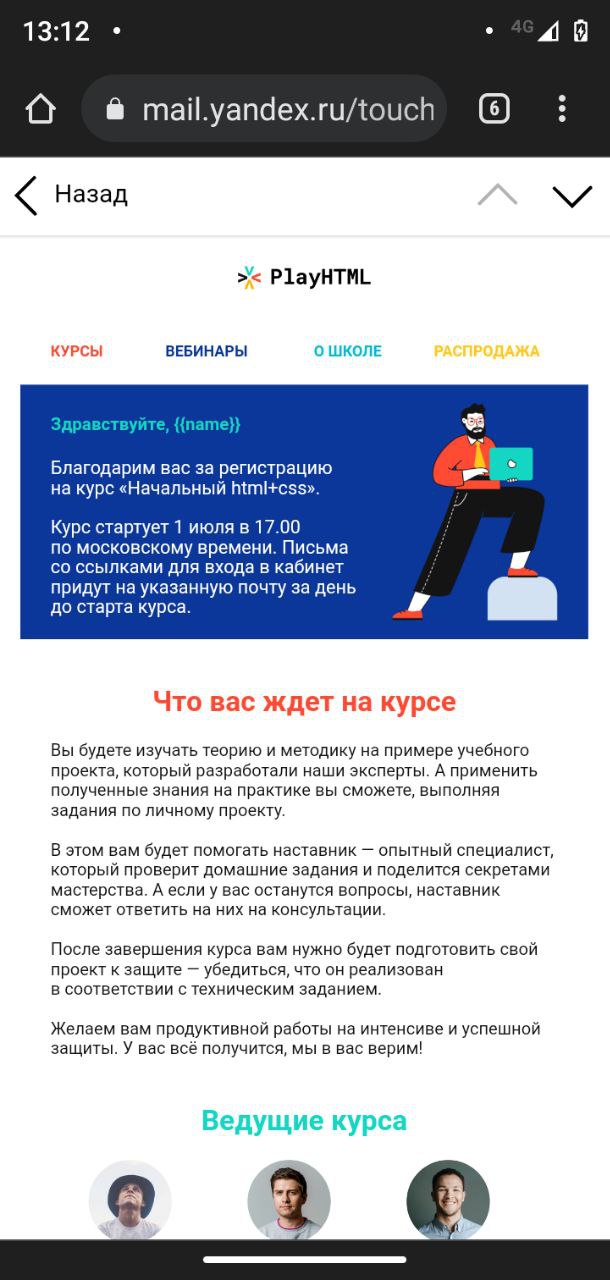 13:12
4G
mail.yandex.ru/touch
6
Назад
PlayHTML
КУРСЫ ВЕБИНАРЫ О ШКОЛЕ РАСПРОДАЖА
Здравствуйте, {{name}}
Благодарим вас за регистрацию
на курс «Начальный html+css».
Курс стартует 1 июля в 17.00
по московскому времени. Письма
со ссылками для входа в кабинет
придут на указанную почту за день
до старта курса.
Что вас ждет на курсе
Вы будете изучать теорию и методику на примере учебного
проекта, который разработали наши эксперты. А применить
полученные знания на практике вы сможете, выполняя
задания по личному проекту.
В этом вам будет помогать наставник — опытный специалист,
который проверит домашние задания и поделится секретами
мастерства. А если у вас останутся вопросы, наставник
сможет ответить на них на консультации.
После завершения курса вам нужно будет подготовить свой
проект к защите — убедиться, что он реализован
в соответствии с техническим заданием.
Желаем вам продуктивной работы на интенсиве и успешной
защиты. У вас всё получится, мы в вас верим!
Ведущие курса